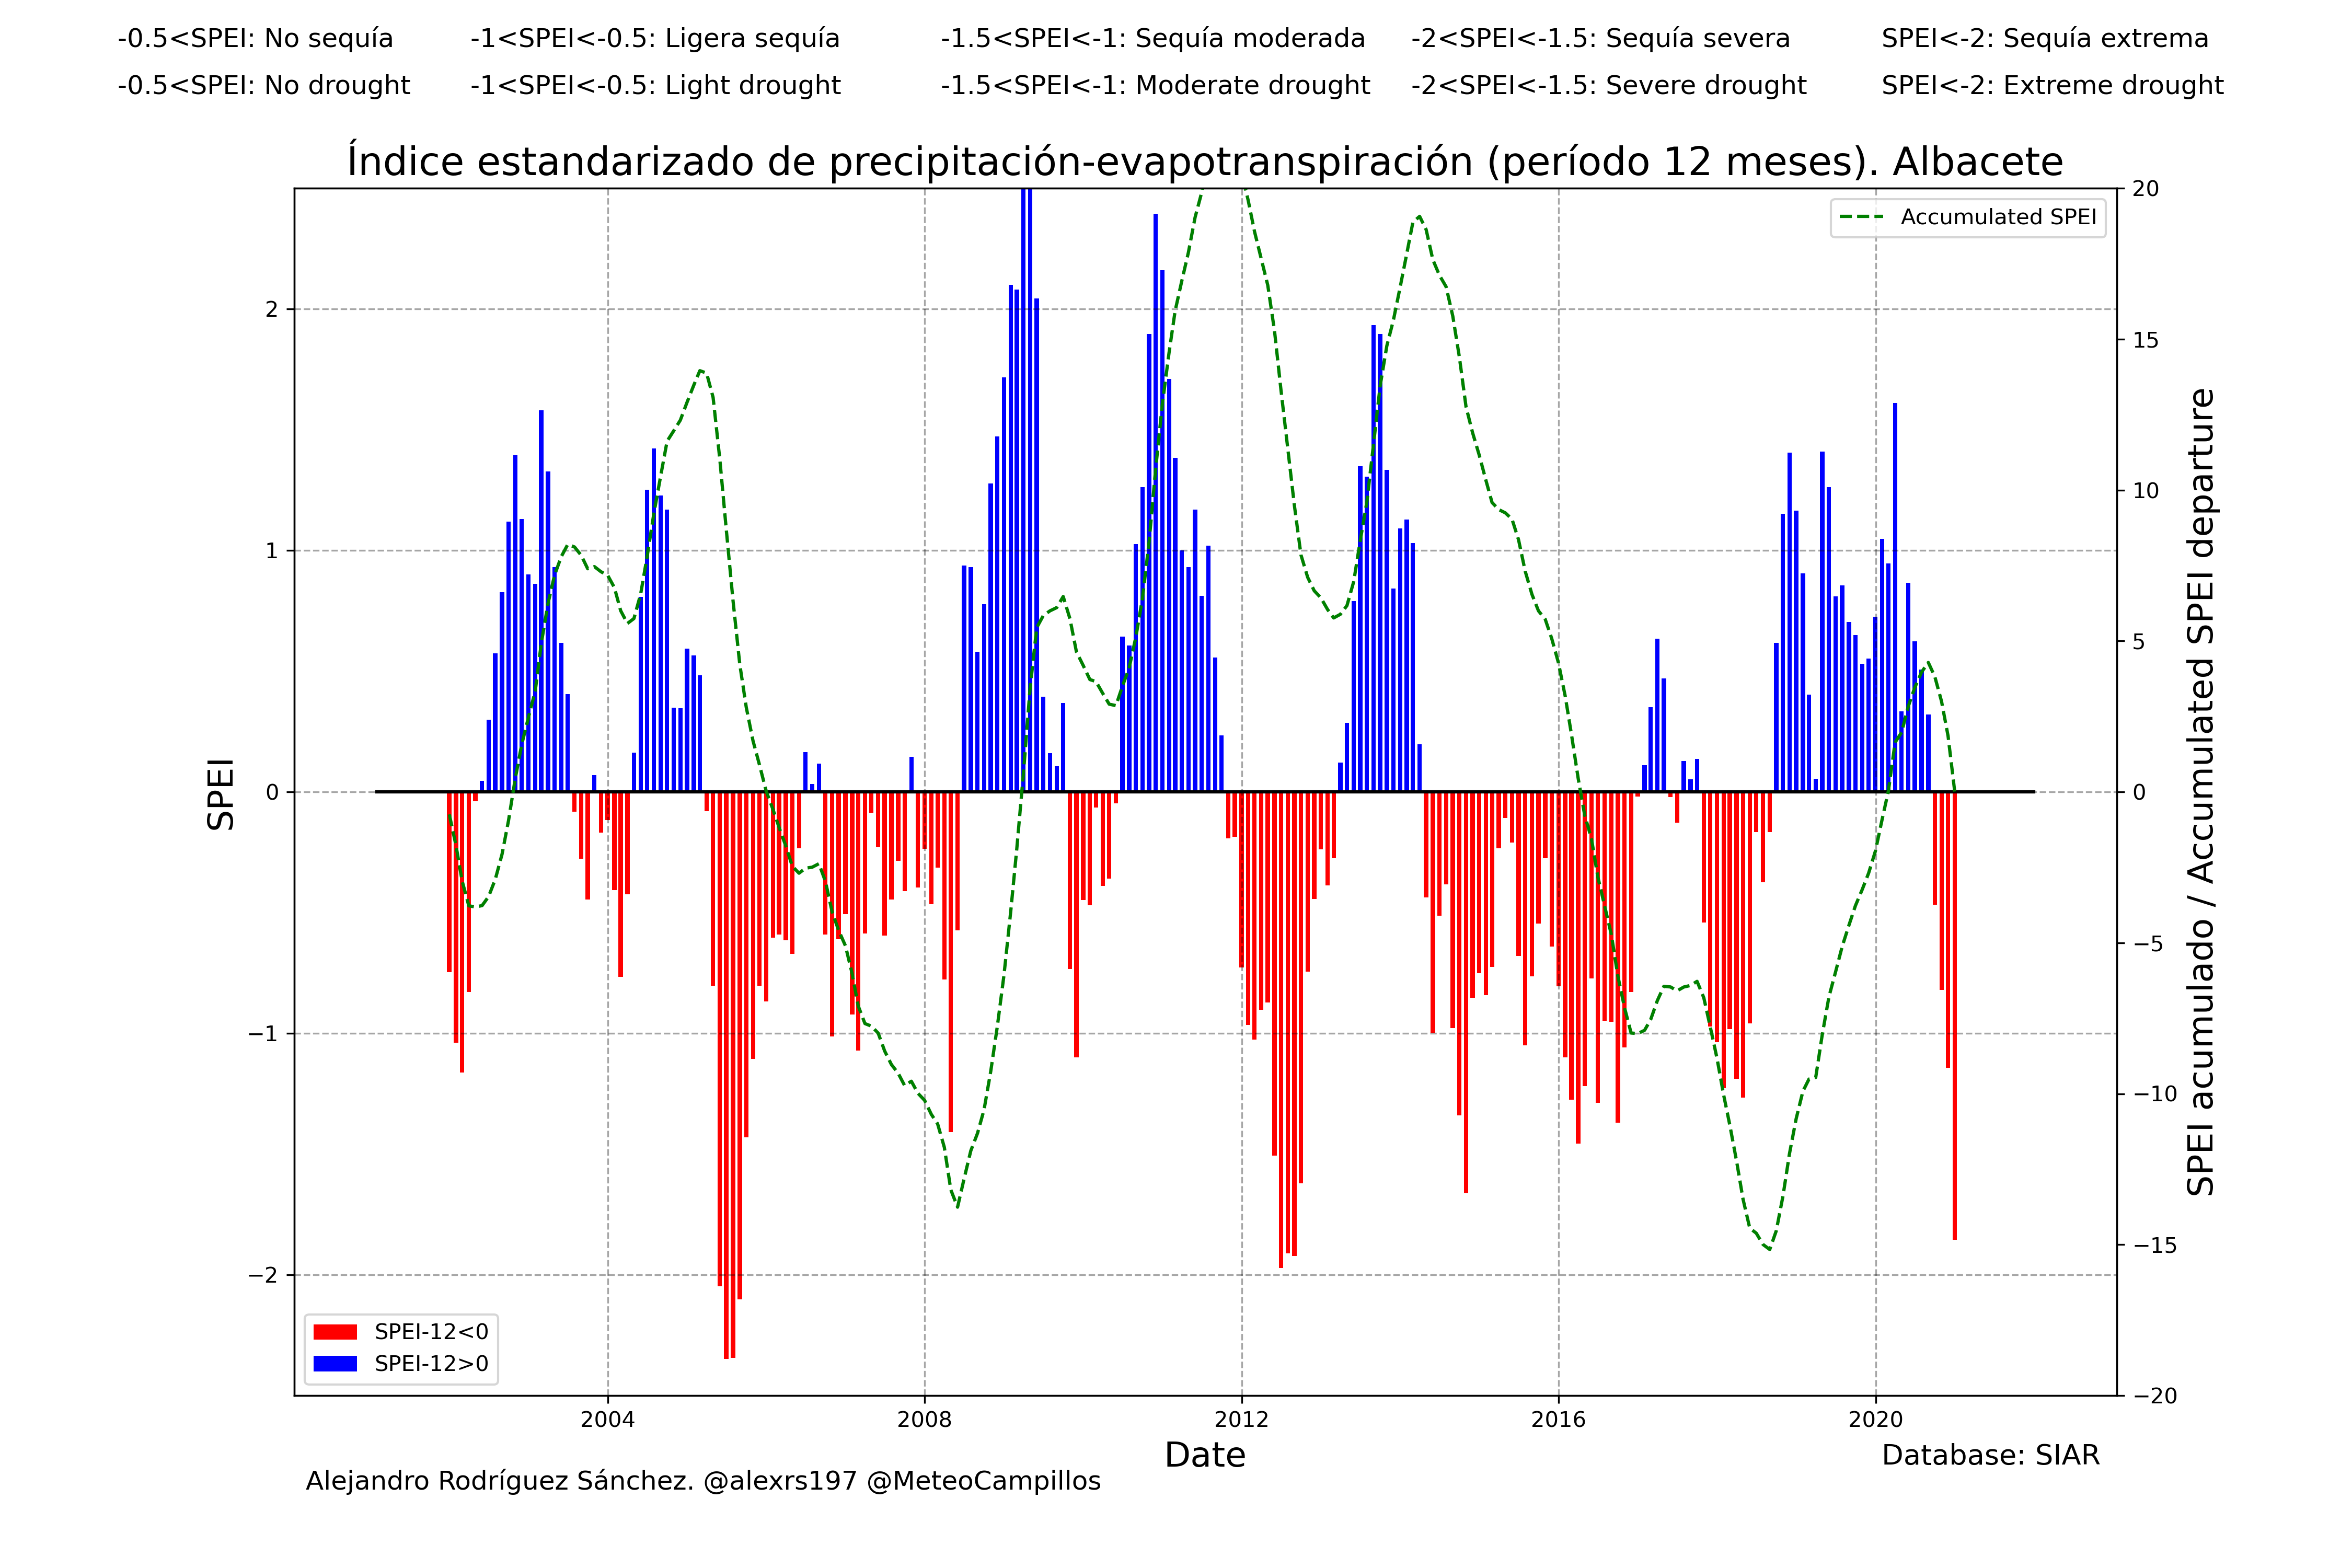 -0.5<SPEI: No sequía -1<SPEI<-0.5: Ligera sequía -1.5<SPEI<-1: Sequía moderada -2<SPEI<-1.5: Sequía severa SPEI<-2: Sequía extrema
-0.5<SPEI: No drought -1<SPEI<-0.5: Light drought -1.5<SPEI<-1: Moderate drought -2<SPEI<-1.5: Severe drought SPEI<-2: Extreme drought
Índice estandarizado de precipitación-evapotranspiración (período 12 meses). Albacete
Accumulated SPEI
SPEI
2
1
0
−1
−2
20
15
10
5
0
−5
−10
−15
−20
SPEI acumulado / Accumulated SPEI departure
SPEI-12<0
SPEI-12>0
2004 2008 2012 2016 2020
Date
Database: SIAR
Alejandro Rodríguez Sánchez. @alexrs197 @MeteoCampillos